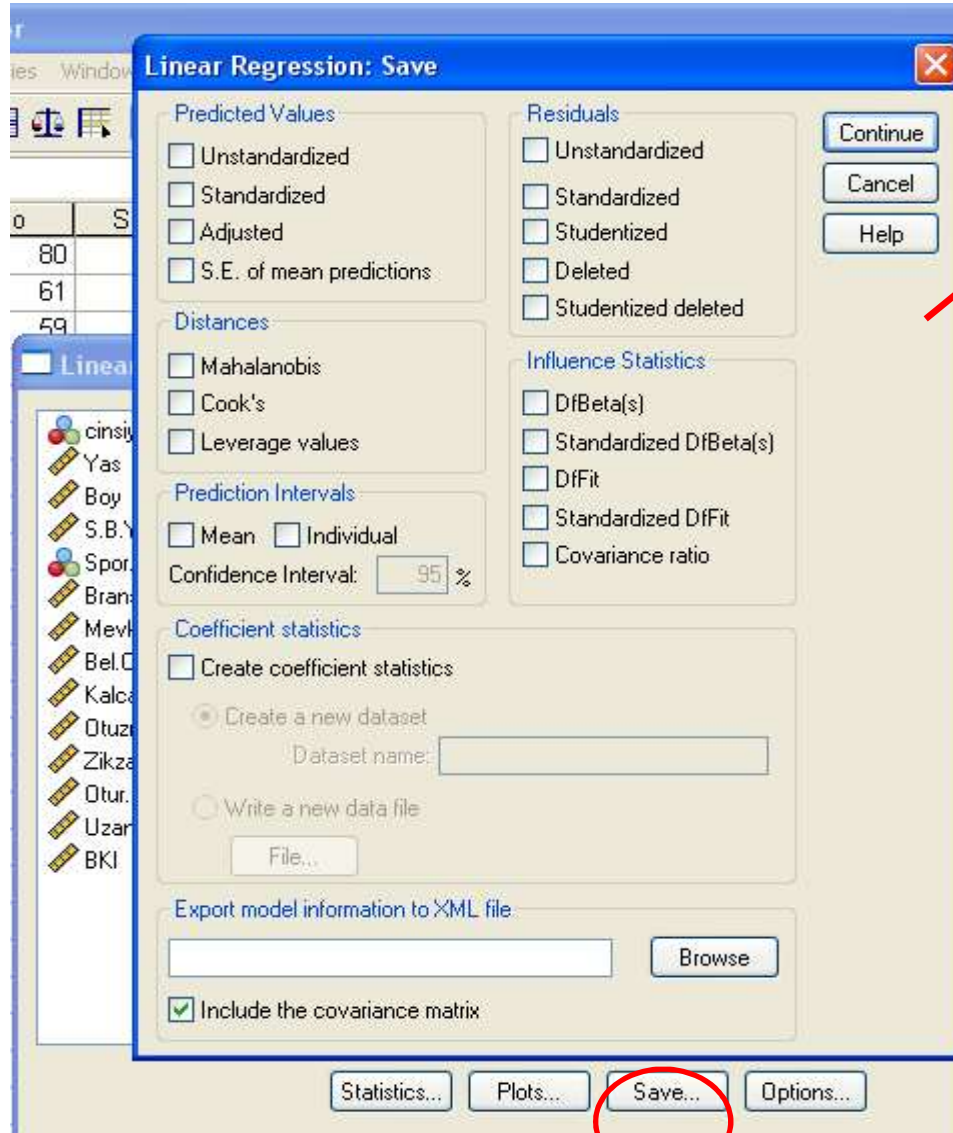 ies Window
Linear Regression: Save
Predicted Values
Unstandardized
Standardized
Adjusted
S.E. of mean predictions
Residuals
Unstandardized
Standardized
Studentized
Deleted
Studentized deleted
Continue
Cancel
Help
o S
80
61
59
Distances
Mahalanobis
Cook's
Leverage values
Influence Statistics
DfBeta(s)
Standardized DfBeta(s)
DfFit
Standardized DfFit
Covariance ratio
Prediction Intervals
Mean Individual
Confidence Interval: 95 %
Coefficient statistics
Create coefficient statistics
Create a new dataset
Dataset name:
Write a new data file
File...
Export model information to XML file
Browse
Include the covariance matrix
Linea
cinsiy
Yas
Boy
S.B.Y
Spor.
Brans
Mevk
Bel.C
Kalca
Otuz
Zikza
Otur.
Uzan
BKI
Statistics... Plots... Save... Options...